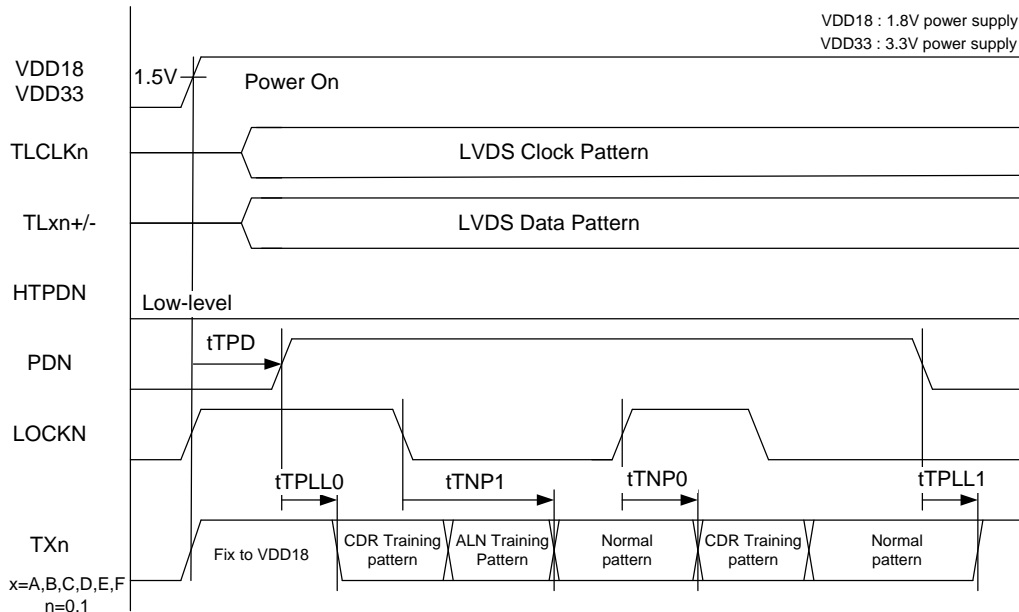 VDD18 : 1.8V power supply
VDD33 : 3.3V power supply
VDD18
VDD33
1.5V
Power On
TLCLKn
LVDS Clock Pattern
TLxn+/-
LVDS Data Pattern
HTPDN
Low-level
tTPD
PDN
LOCKN
tTPLL0
tTNP1
tTNP0
tTPLL1
TXn
Fix to VDD18
CDR Training
pattern
ALN Training
Pattern
Normal
pattern
CDR Training
pattern
Normal
pattern
x=A,B,C,D,E,F
n=0,1